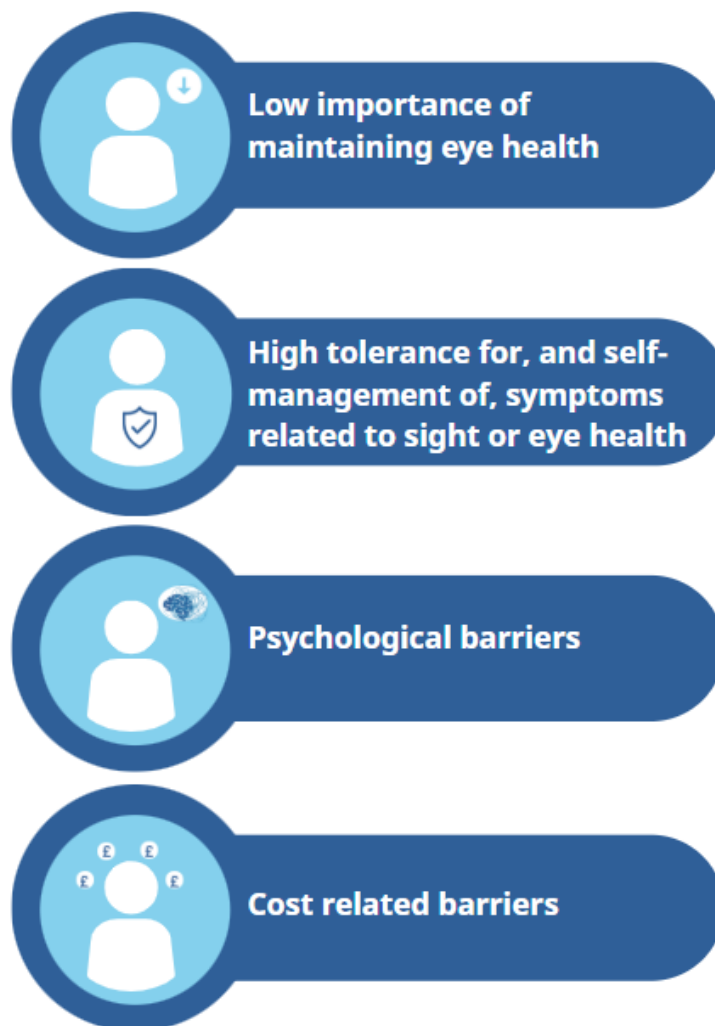 Low importance of
maintaining eye health
High tolerance for, and self-
management of, symptoms
related to sight or eye health
Psychological barriers
£ £
£ £
Cost related barriers